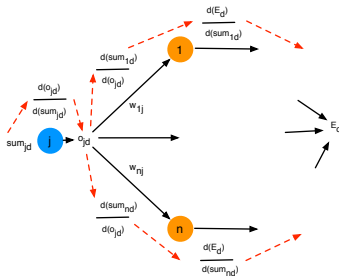 d(E_d)
d(sum_1d)
d(sum_1d)
d(o_jd)
1
d(o_jd)
d(sum_jd)
w_1j
sum_jd
j
o_jd
E_d
w_nj
d(sum_nd)
d(o_jd)
n
d(E_d)
d(sum_nd)